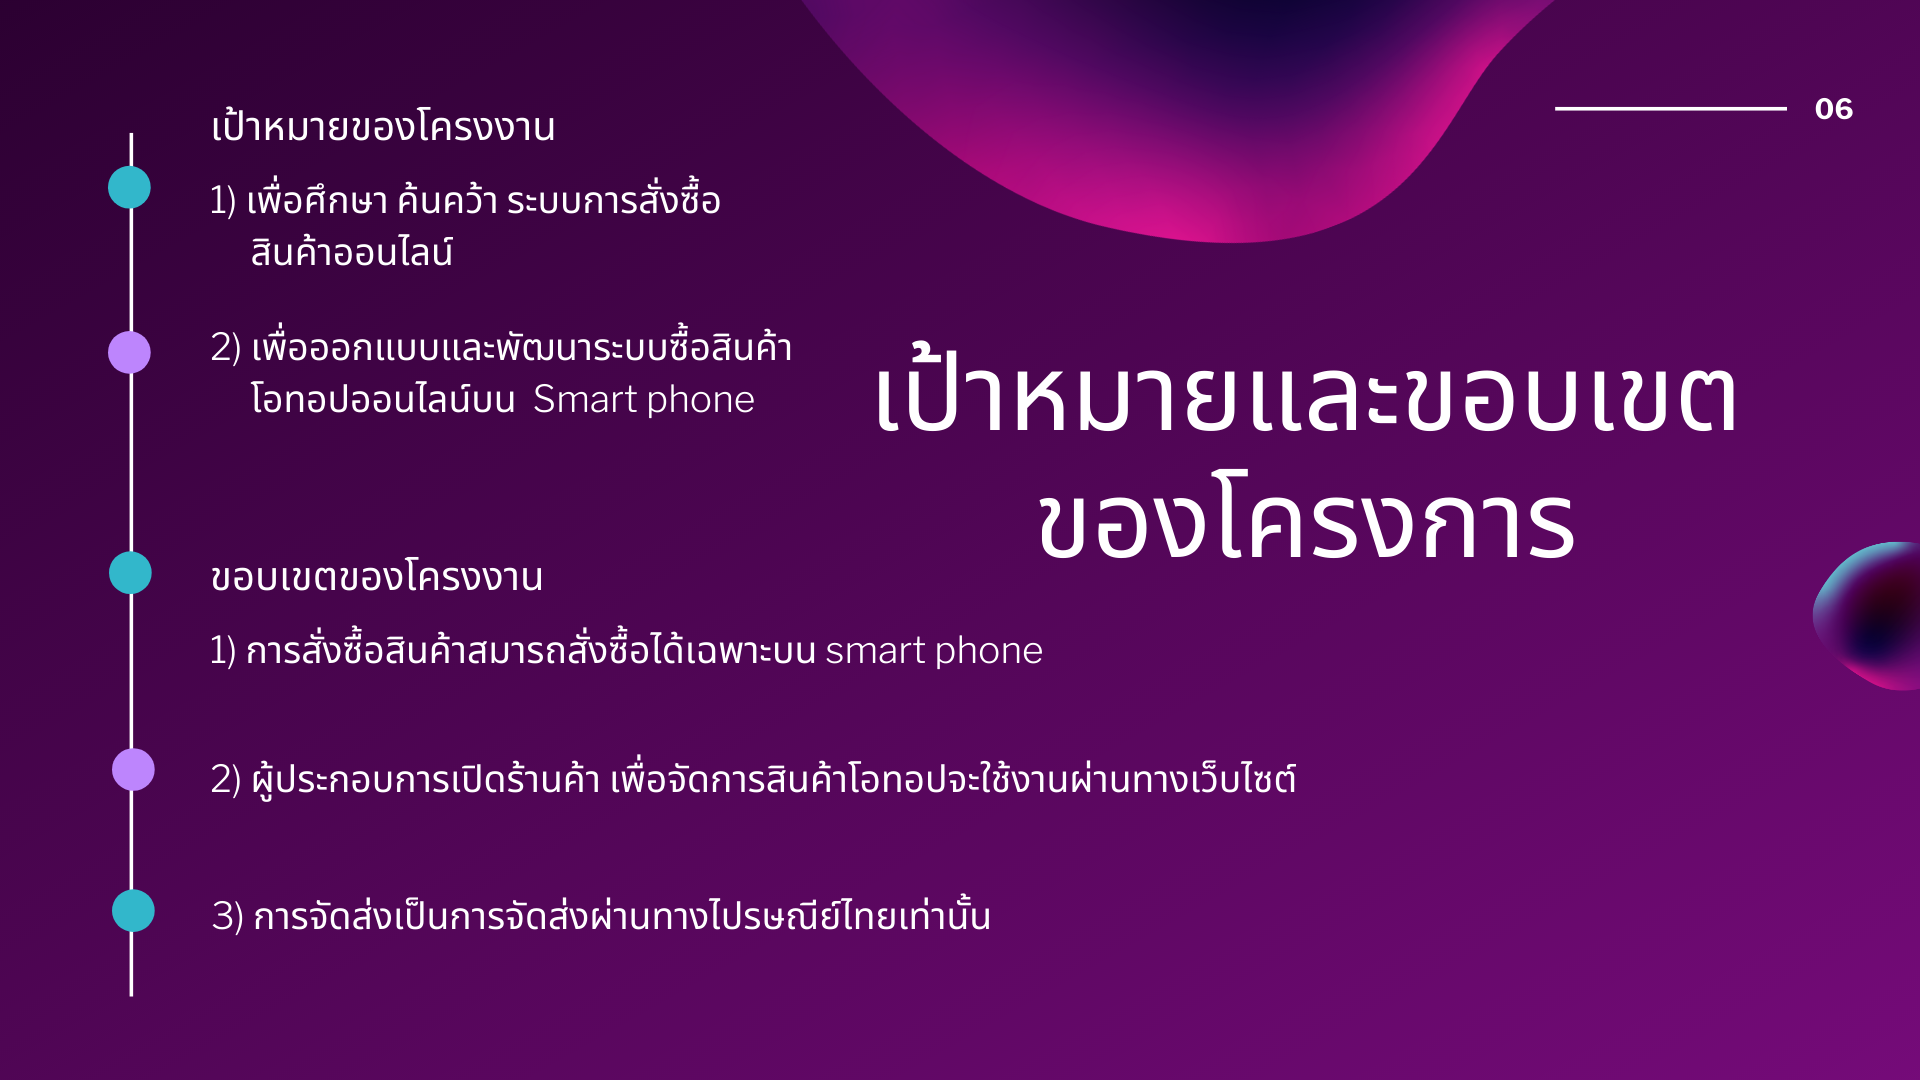 06
เป้าหมายของโครงงาน
1) เพื่อศึกษา ค้นคว้า ระบบการสั่งซื้อ
สินค้าออนไลน์
2) เพื่อออกแบบและพัฒนาระบบซื้อสินค้า
โอทอปออนไลน์บน Smart phone
เป้าหมายและขอบเขต
ของโครงการ
ขอบเขตของโครงงาน
1) การสั่งซื้อสินค้าสมารถสั่งซื้อได้เฉพาะบน smart phone
2) ผู้ประกอบการเปิดร้านค้า เพื่อจัดการสินค้าโอทอปจะใช้งานผ่านทางเว็บไซต์
3) การจัดส่งเป็นการจัดส่งผ่านทางไปรษณีย์ไทยเท่านั้น